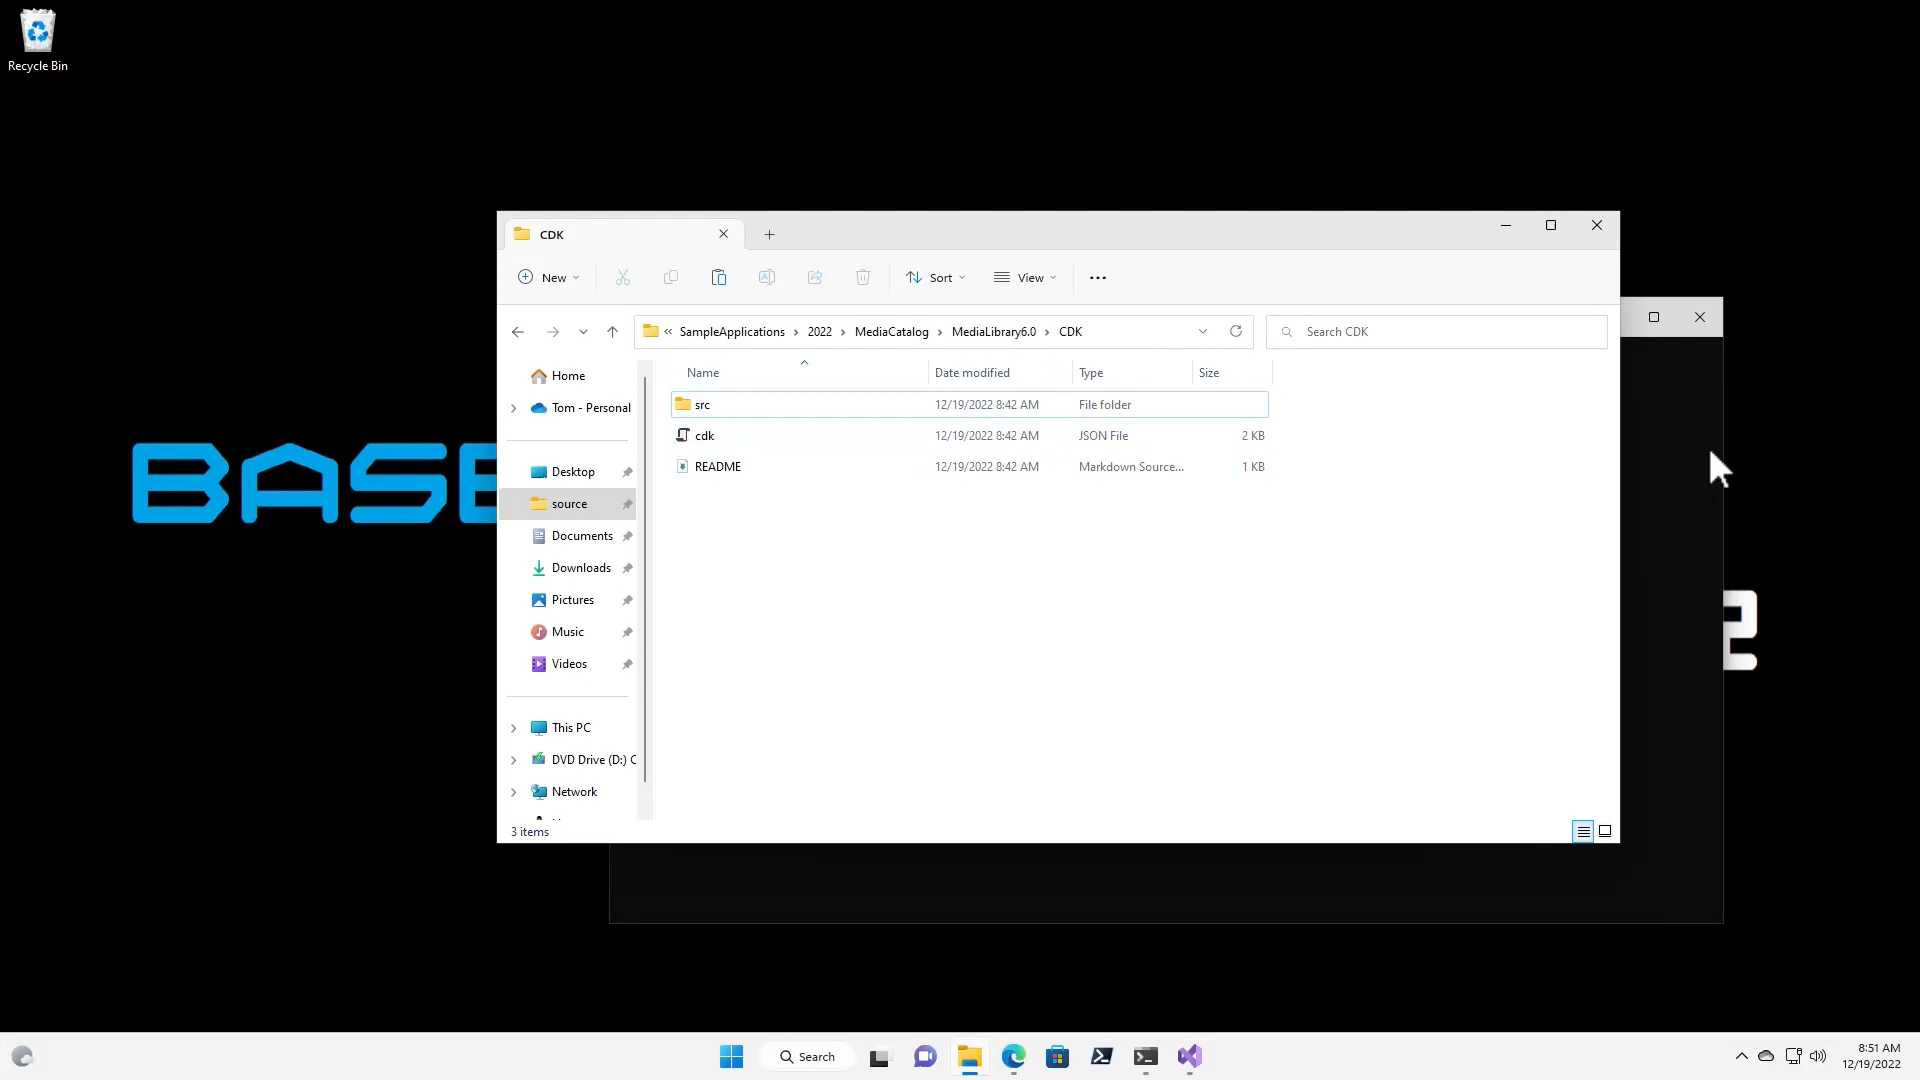 Recycle Bin
CDK
New
Sort
View
SampleApplications
2022
MediaCatalog
MediaLibrary6.0
CDK
Search CDK
Name
Date modified
Type
Size
src
12/19/2022 8:42 AM
File folder
cdk
12/19/2022 8:42 AM
JSON File
2 KB
README
12/19/2022 8:42 AM
Markdown Source...
1 KB
Home
Tom - Personal
Desktop
source
Documents
Downloads
Pictures
Music
Videos
This PC
DVD Drive (D:) C
Network
3 items
BASE
2
Search
8:51 AM
12/19/2022